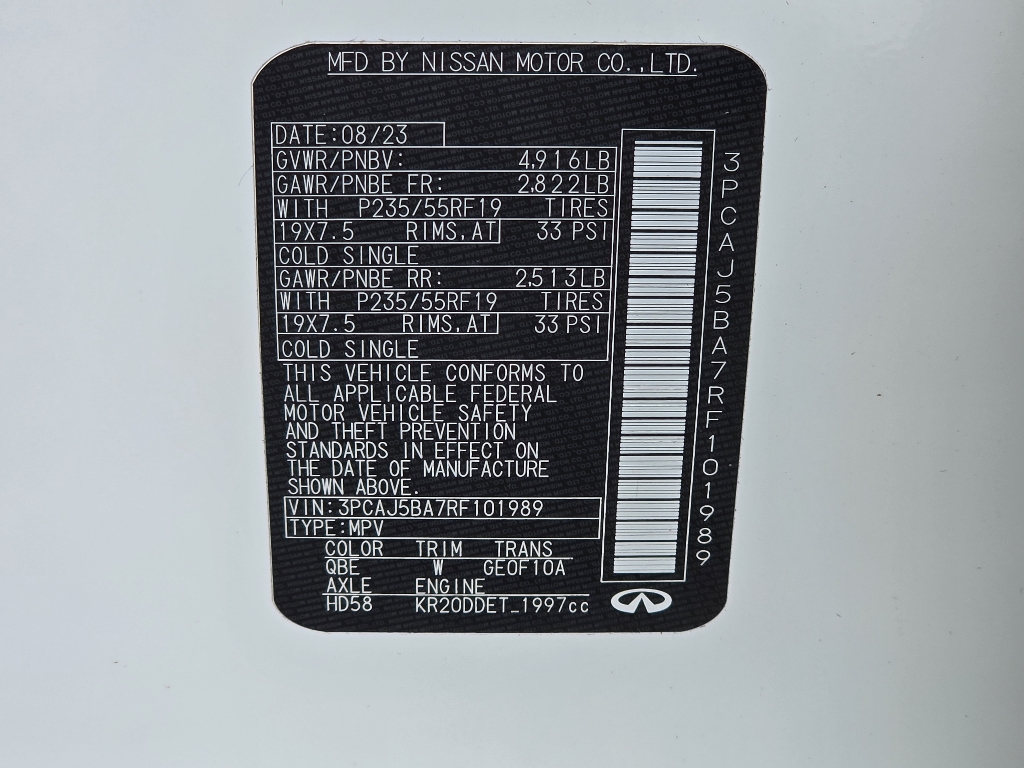 MFD BY NISSAN MOTOR CO.,LTD.
DATE:08/23
GVWR/PNBV: 4,916LB
GAWR/PNBE FR: 2,822LB
WITH P235/55RF19 TIRES
19X7.5 RIMS,AT 33 PSI
COLD SINGLE
GAWR/PNBE RR: 2,513LB
WITH P235/55RF19 TIRES
19X7.5 RIMS,AT 33 PSI
COLD SINGLE
THIS VEHICLE CONFORMS TO
ALL APPLICABLE FEDERAL
MOTOR VEHICLE SAFETY
AND THEFT PREVENTION
STANDARDS IN EFFECT ON
THE DATE OF MANUFACTURE
SHOWN ABOVE.
VIN:3PCAJ5BA7RF101989
TYPE:MPV
COLOR TRIM TRANS
QBE W GE0F10A
AXLE ENGINE
HD58 KR20DDET_1997cc
3PCAJ5BA7RF101989